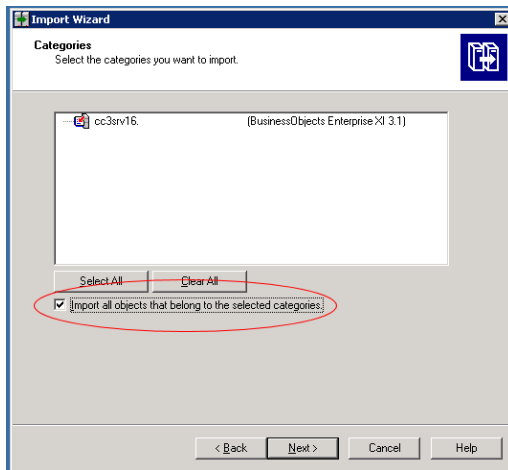 Import Wizard
Categories
Select the categories you want to import.
cc3srv16. (BusinessObjects Enterprise XI 3.1)
Select All Clear All
Import all objects that belong to the selected categories.
< Back Next > Cancel Help